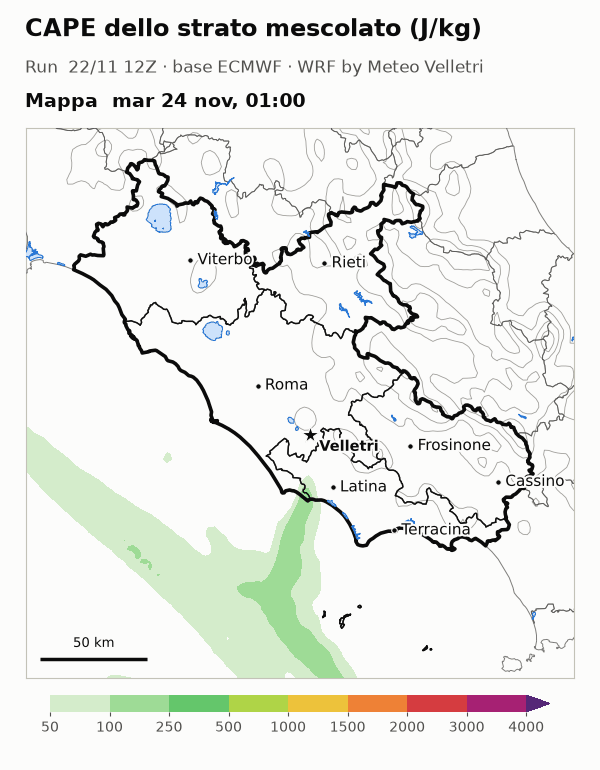 CAPE dello strato mescolato (J/kg)
Run  22/11 12Z · base ECMWF · WRF by Meteo Velletri
Mappa  mar 24 nov, 01:00
Viterbo
Rieti
Roma
Velletri
Frosinone
Latina
Cassino
Terracina
50 km
50 100 250 500 1000 1500 2000 3000 4000